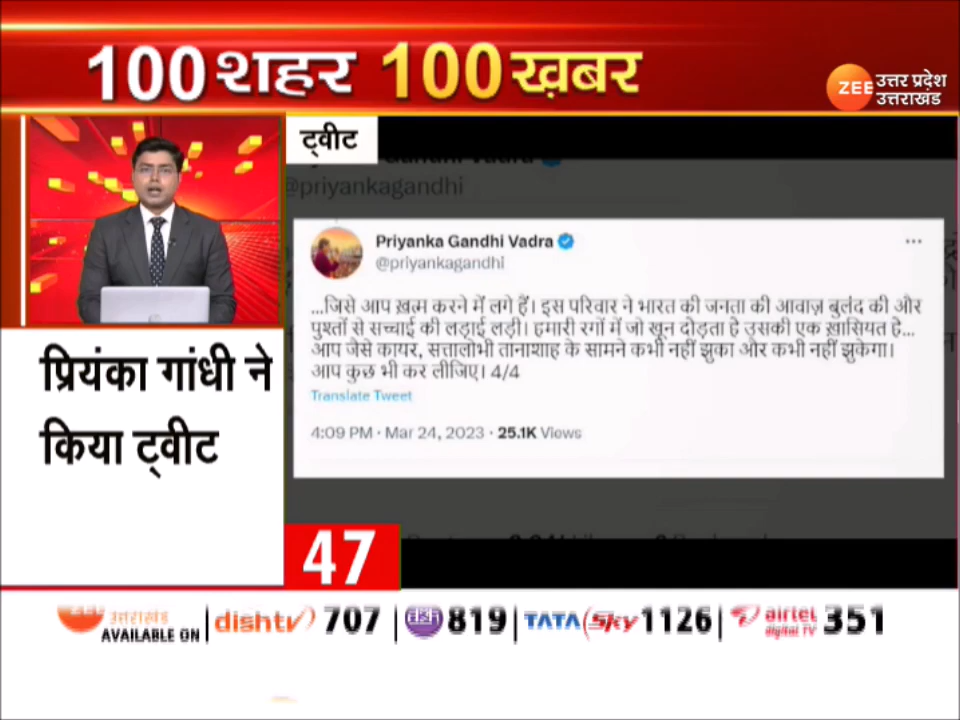 100 शहर 100 ख़बर
ZEE उत्तर प्रदेश
उत्तराखंड
ट्वीट
@priyankagandhi
Priyanka Gandhi Vadra
@priyankagandhi
...जिसे आप ख़त्म करने में लगे हैं। इस परिवार ने भारत की जनता की आवाज़ बुलंद की और
पुश्तों से सच्चाई की लड़ाई लड़ी। हमारी रगों में जो खून दौड़ता है उसकी एक ख़ासियत है...
आप जैसे कायर, सत्तालोभी तानाशाह के सामने कभी नहीं झुका और कभी नहीं झुकेगा।
आप कुछ भी कर लीजिए। 4/4
Translate Tweet
4:09 PM · Mar 24, 2023 · 25.1K Views
प्रियंका गांधी ने
किया ट्वीट
47
ZEE उत्तराखंड
AVAILABLE ON
dishtv 707
819
TATA Sky 1126
airtel digital TV 351